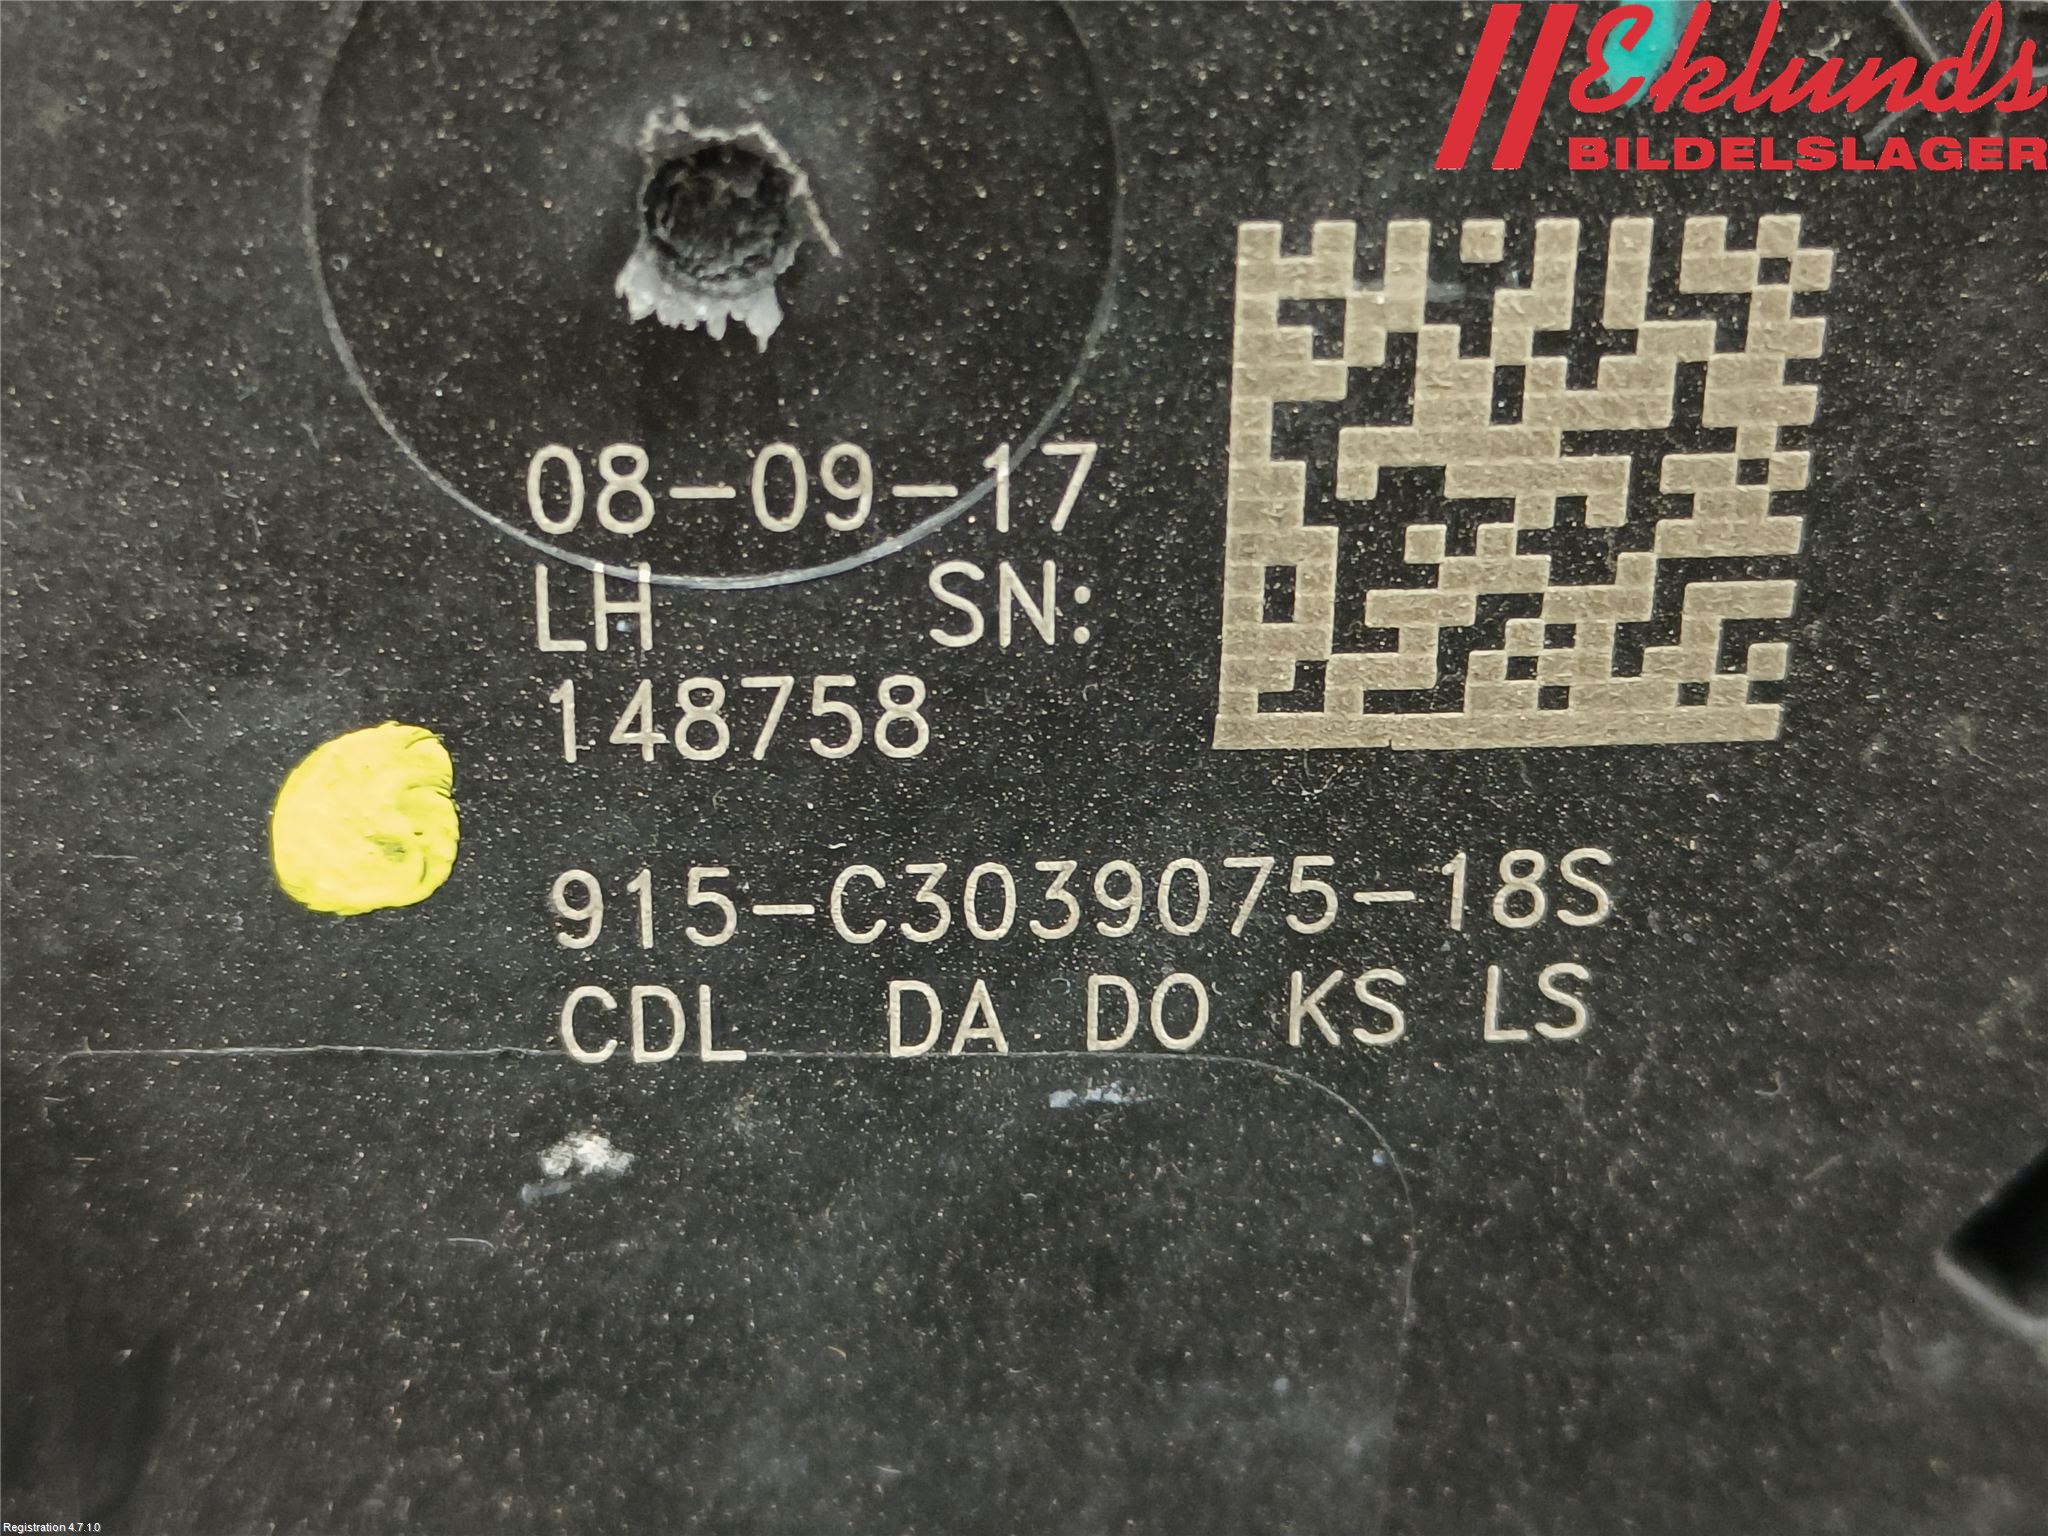 Eklunds
BILDELSLAGER
08-09-17
LH SN:
148758
915-C3039075-18S
CDL DA DO KS LS
Registration 4.7.1.0